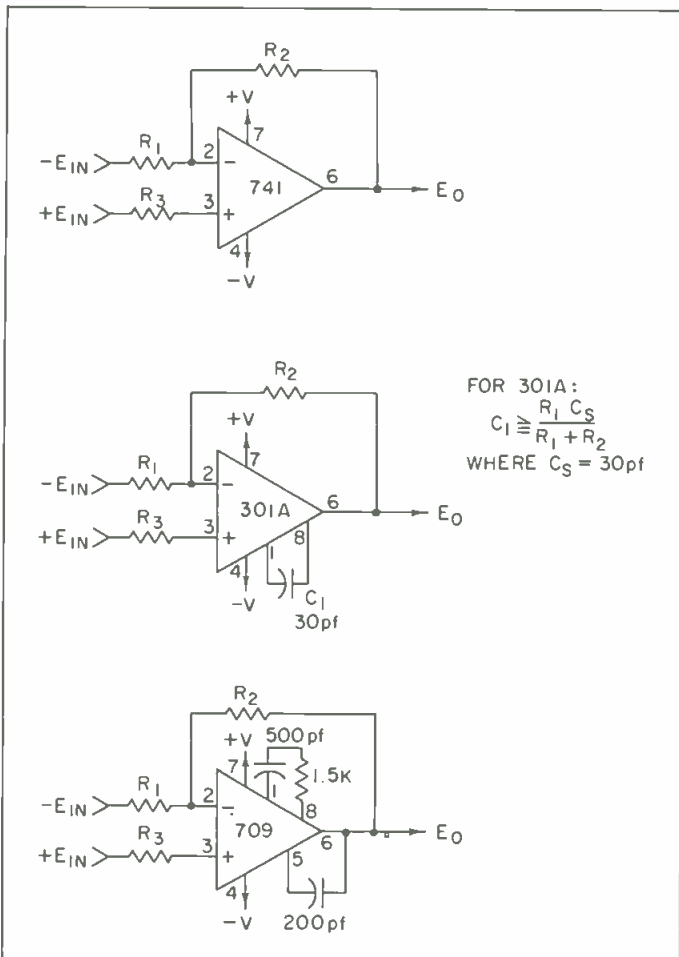 R2
+V
7
R1
-EIN
2
-
741
6
EO
R3
+EIN
3
+
4
-V
R2
+V
7
R1
-EIN
2
-
301A
6
EO
R3
+EIN
3
+
8
1
4
-V
C1
30pf
FOR 301A:
C1 ≧ R1 CS
R1 + R2
WHERE CS = 30pf
R2
+V
500pf
7
1.5K
R1
1
-EIN
2
-
8
709
6
EO
R3
+EIN
3
+
5
4
-V
200pf